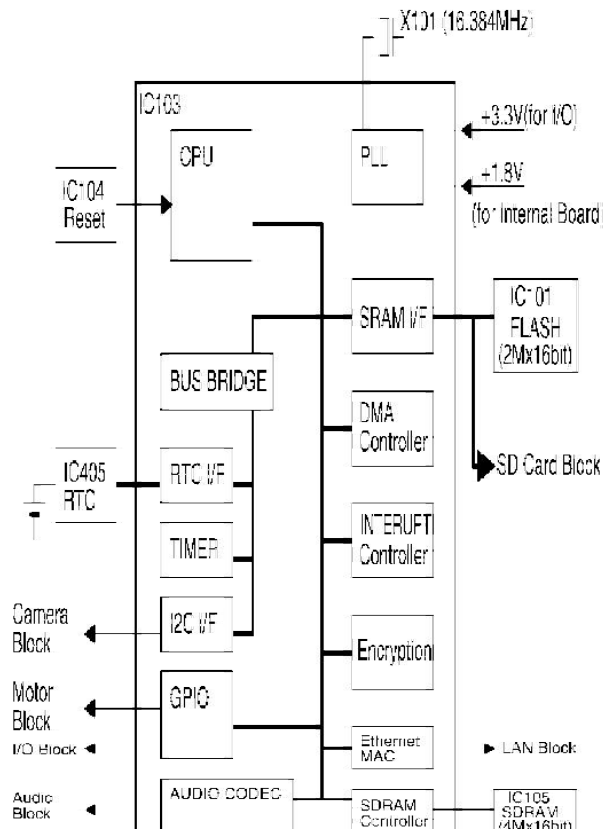 X101 (16.384MHz)
IC103
+3.3V(for I/O)
CPU
PLL
+1.8V
IC104
Reset
(for Internal Board)
IC101
FLASH
(2Mx16bit)
SRAM I/F
BUS BRIDGE
DMA
Controller
SD Card Block
IC405
RTC
RTC I/F
INTERUFT
Controller
TIMER
Camera
Block
I2C I/F
Encryption
Motor
Block
GPIO
I/O Block
Ethernet
MAC
LAN Block
Audio
Block
AUDIO CODEC
SDRAM
Controller
IC105
SDRAM
(4Mx16bit)